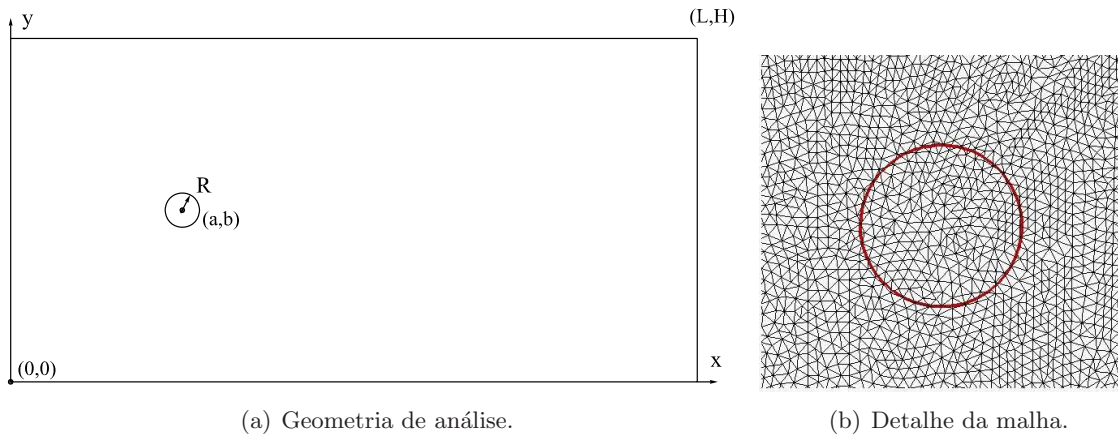 y
(L,H)
R
(a,b)
(0,0)
x
(a) Geometria de análise.
(b) Detalhe da malha.